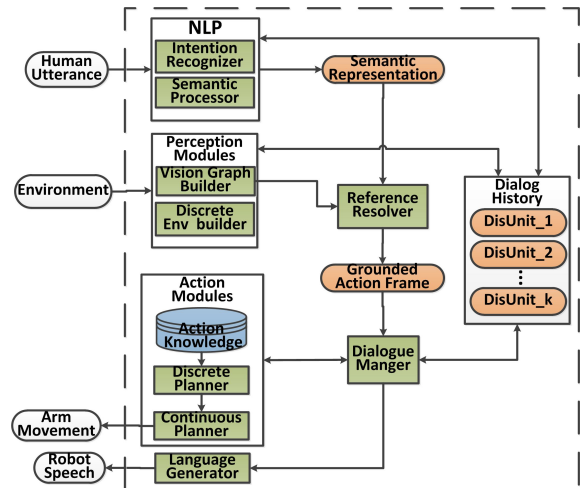 NLP
Intention
Recognizer
Semantic
Processor
Human
Utterance
Semantic
Representation
Perception
Modules
Vision Graph
Builder
Discrete
Env builder
Environment
Reference
Resolver
Dialog
History
DisUnit_1
DisUnit_2
DisUnit_k
Grounded
Action Frame
Action
Modules
Action
Knowledge
Discrete
Planner
Continuous
Planner
Dialogue
Manger
Arm
Movement
Robot
Speech
Language
Generator